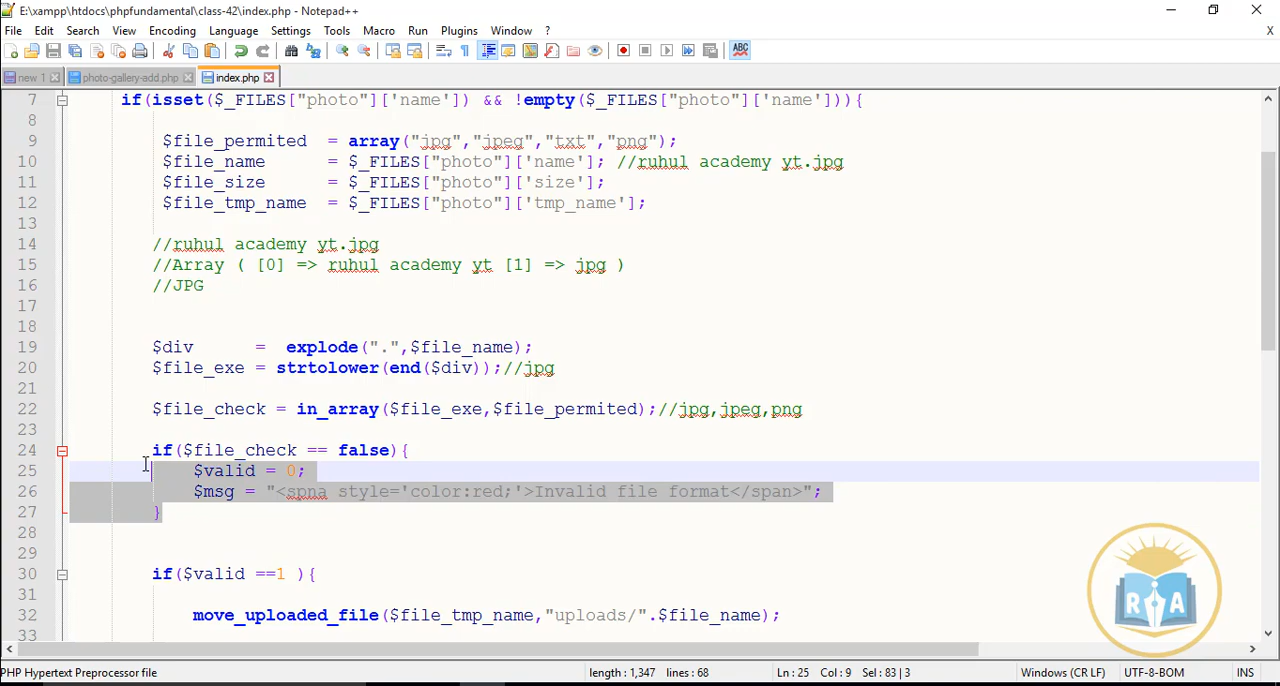 E:\xampp\htdocs\phpfundamental\class-42\index.php - Notepad++
File Edit Search View Encoding Language Settings Tools Macro Run Plugins Window ?
X
ABC
new 1 photo-gallery-add.php index.php
7 if(isset($_FILES["photo"]['name']) && !empty($_FILES["photo"]['name'])){
8
9 $file_permited = array("jpg","jpeg","txt","png");
10 $file_name = $_FILES["photo"]['name']; //ruhul academy yt.jpg
11 $file_size = $_FILES["photo"]['size'];
12 $file_tmp_name = $_FILES["photo"]['tmp_name'];
13
14 //ruhul academy yt.jpg
15 //Array ( [0] => ruhul academy yt [1] => jpg )
16 //JPG
17
18
19 $div = explode(".",$file_name);
20 $file_exe = strtolower(end($div));//jpg
21
22 $file_check = in_array($file_exe,$file_permited);//jpg,jpeg,png
23
24 if($file_check == false){
25 $valid = 0;
26 $msg = "<spna style='color:red;'>Invalid file format</span>";
27 }
28
29
30 if($valid ==1 ){
31
32 move_uploaded_file($file_tmp_name,"uploads/".$file_name);
33
R A
PHP Hypertext Preprocessor file length : 1,347 lines : 68 Ln : 25 Col : 9 Sel : 83 | 3 Windows (CR LF) UTF-8-BOM INS